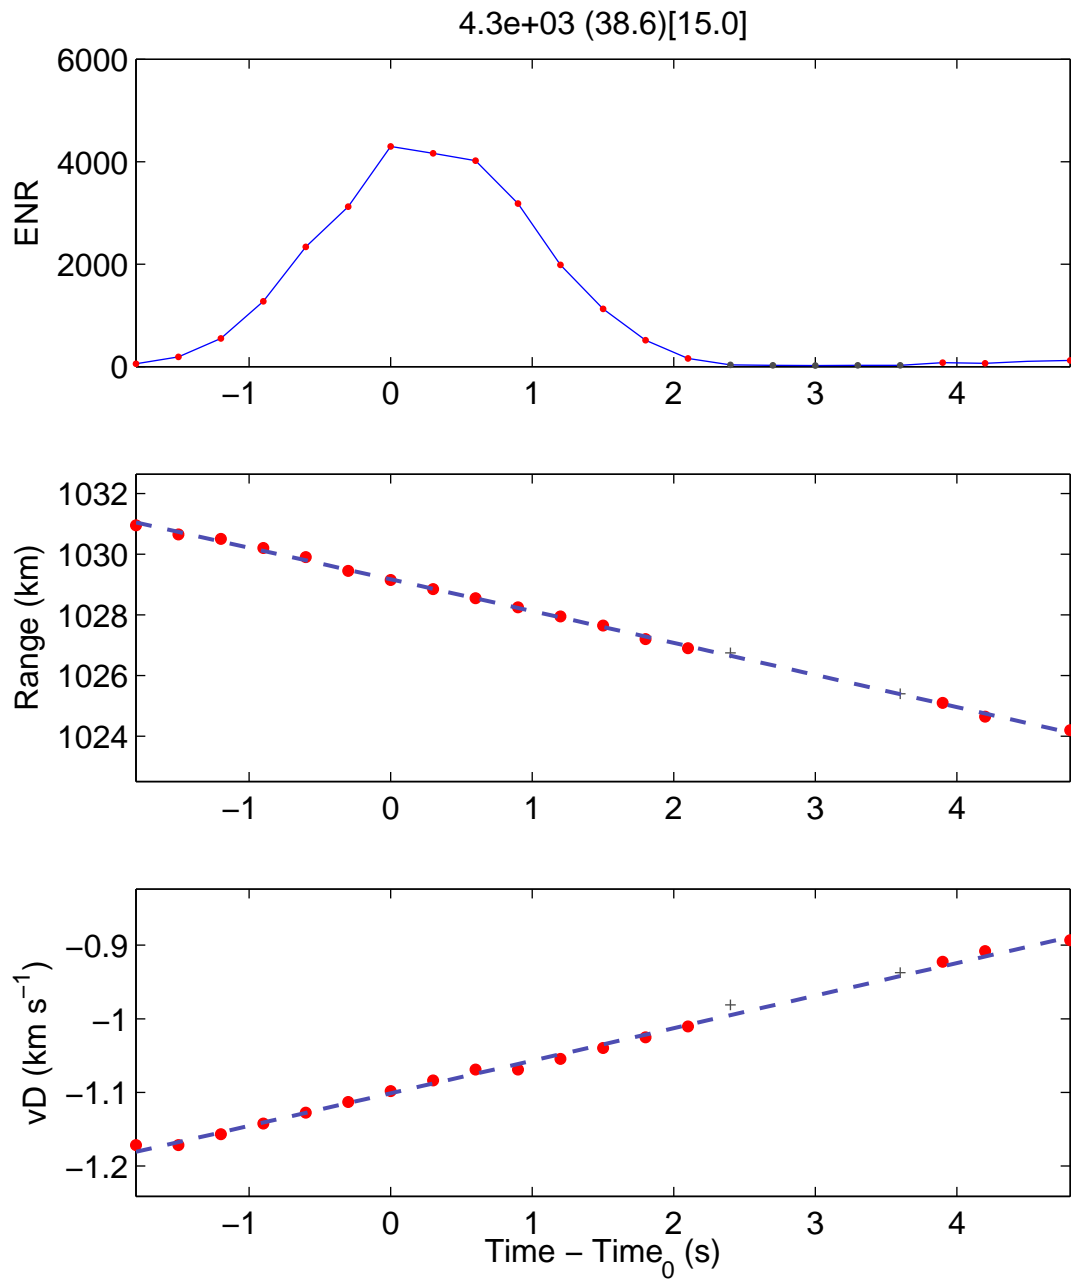 4.3e+03 (38.6)[15.0]
6000
4000
2000
0
ENR
−1 0 1 2 3 4
1032
1030
1028
1026
1024
Range (km)
−1 0 1 2 3 4
−0.9
−1
−1.1
−1.2
vD (km s⁻¹)
−1 0 1 2 3 4
Time − Time₀ (s)